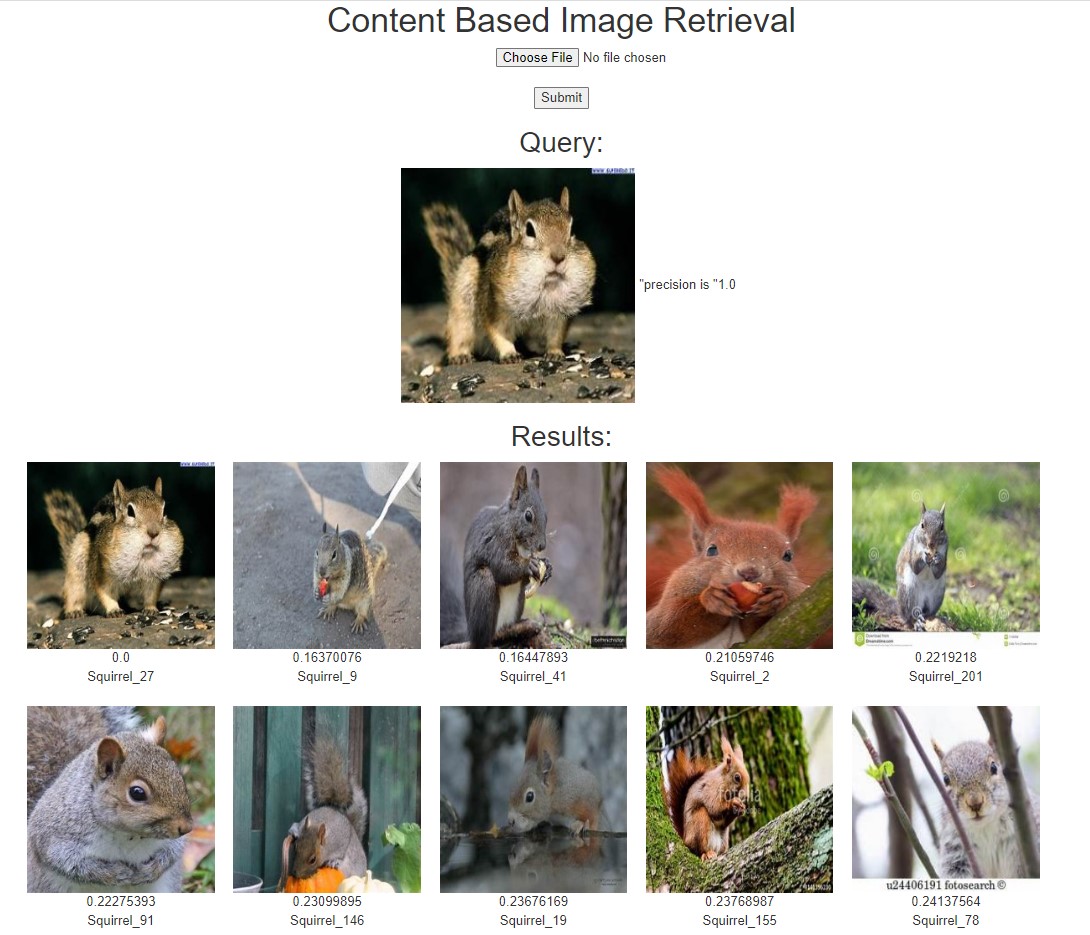 Content Based Image Retrieval
Choose File No file chosen
Submit
Query:
"precision is "1.0
Results:
0.0 0.16370076 0.16447893 0.21059746 0.2219218
Squirrel_27 Squirrel_9 Squirrel_41 Squirrel_2 Squirrel_201
fotolia
u24406191 fotosearch ©
0.22275393 0.23099895 0.23676169 0.23768987 0.24137564
Squirrel_91 Squirrel_146 Squirrel_19 Squirrel_155 Squirrel_78